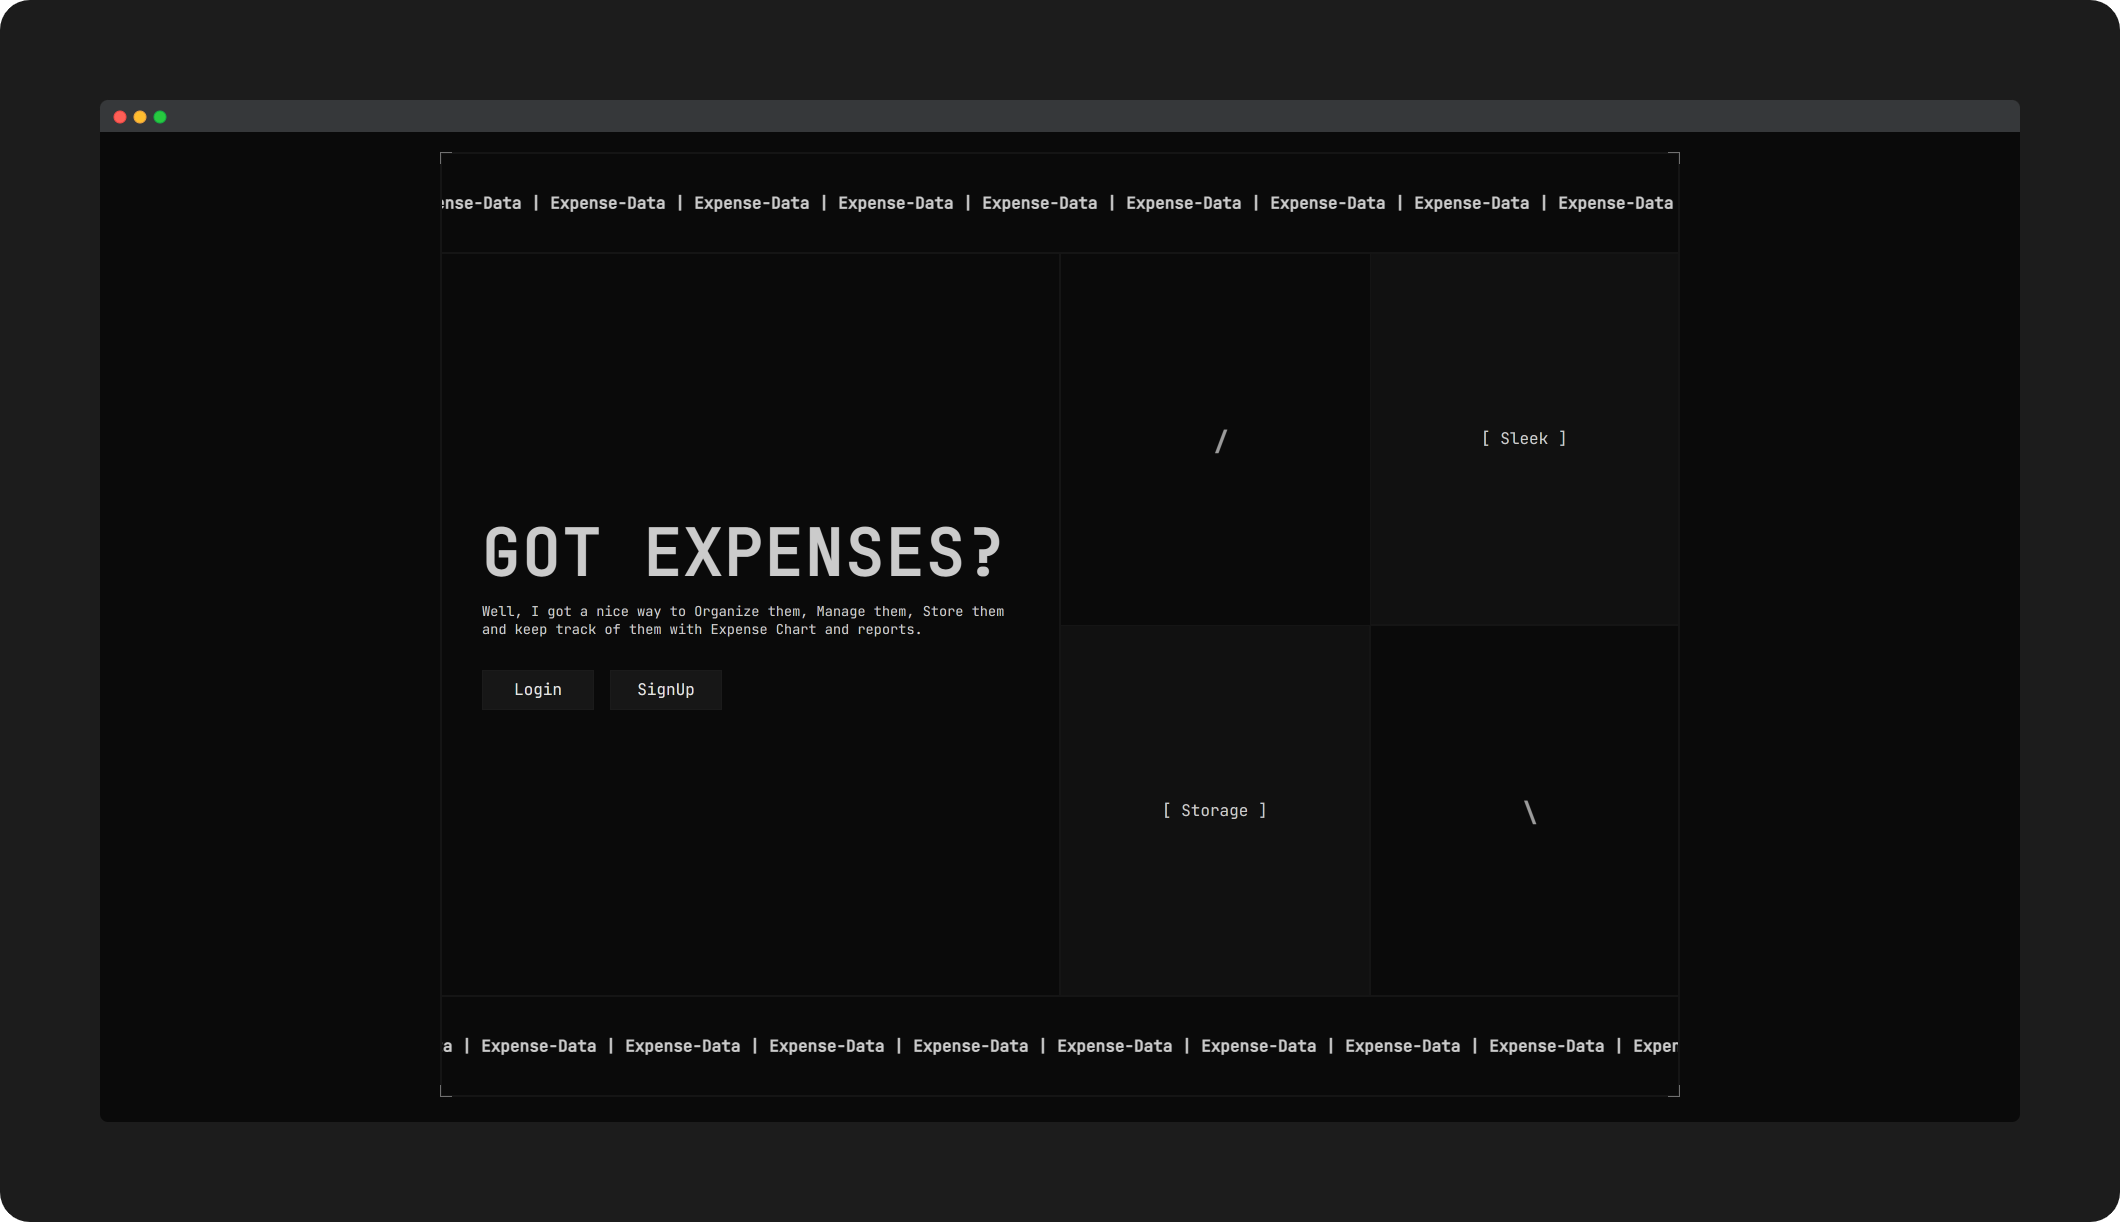 ense-Data | Expense-Data | Expense-Data | Expense-Data | Expense-Data | Expense-Data | Expense-Data | Expense-Data | Expense-Data
/
[ Sleek ]
GOT EXPENSES?
Well, I got a nice way to Organize them, Manage them, Store them
and keep track of them with Expense Chart and reports.
Login
SignUp
[ Storage ]
\
a | Expense-Data | Expense-Data | Expense-Data | Expense-Data | Expense-Data | Expense-Data | Expense-Data | Expense-Data | Expen